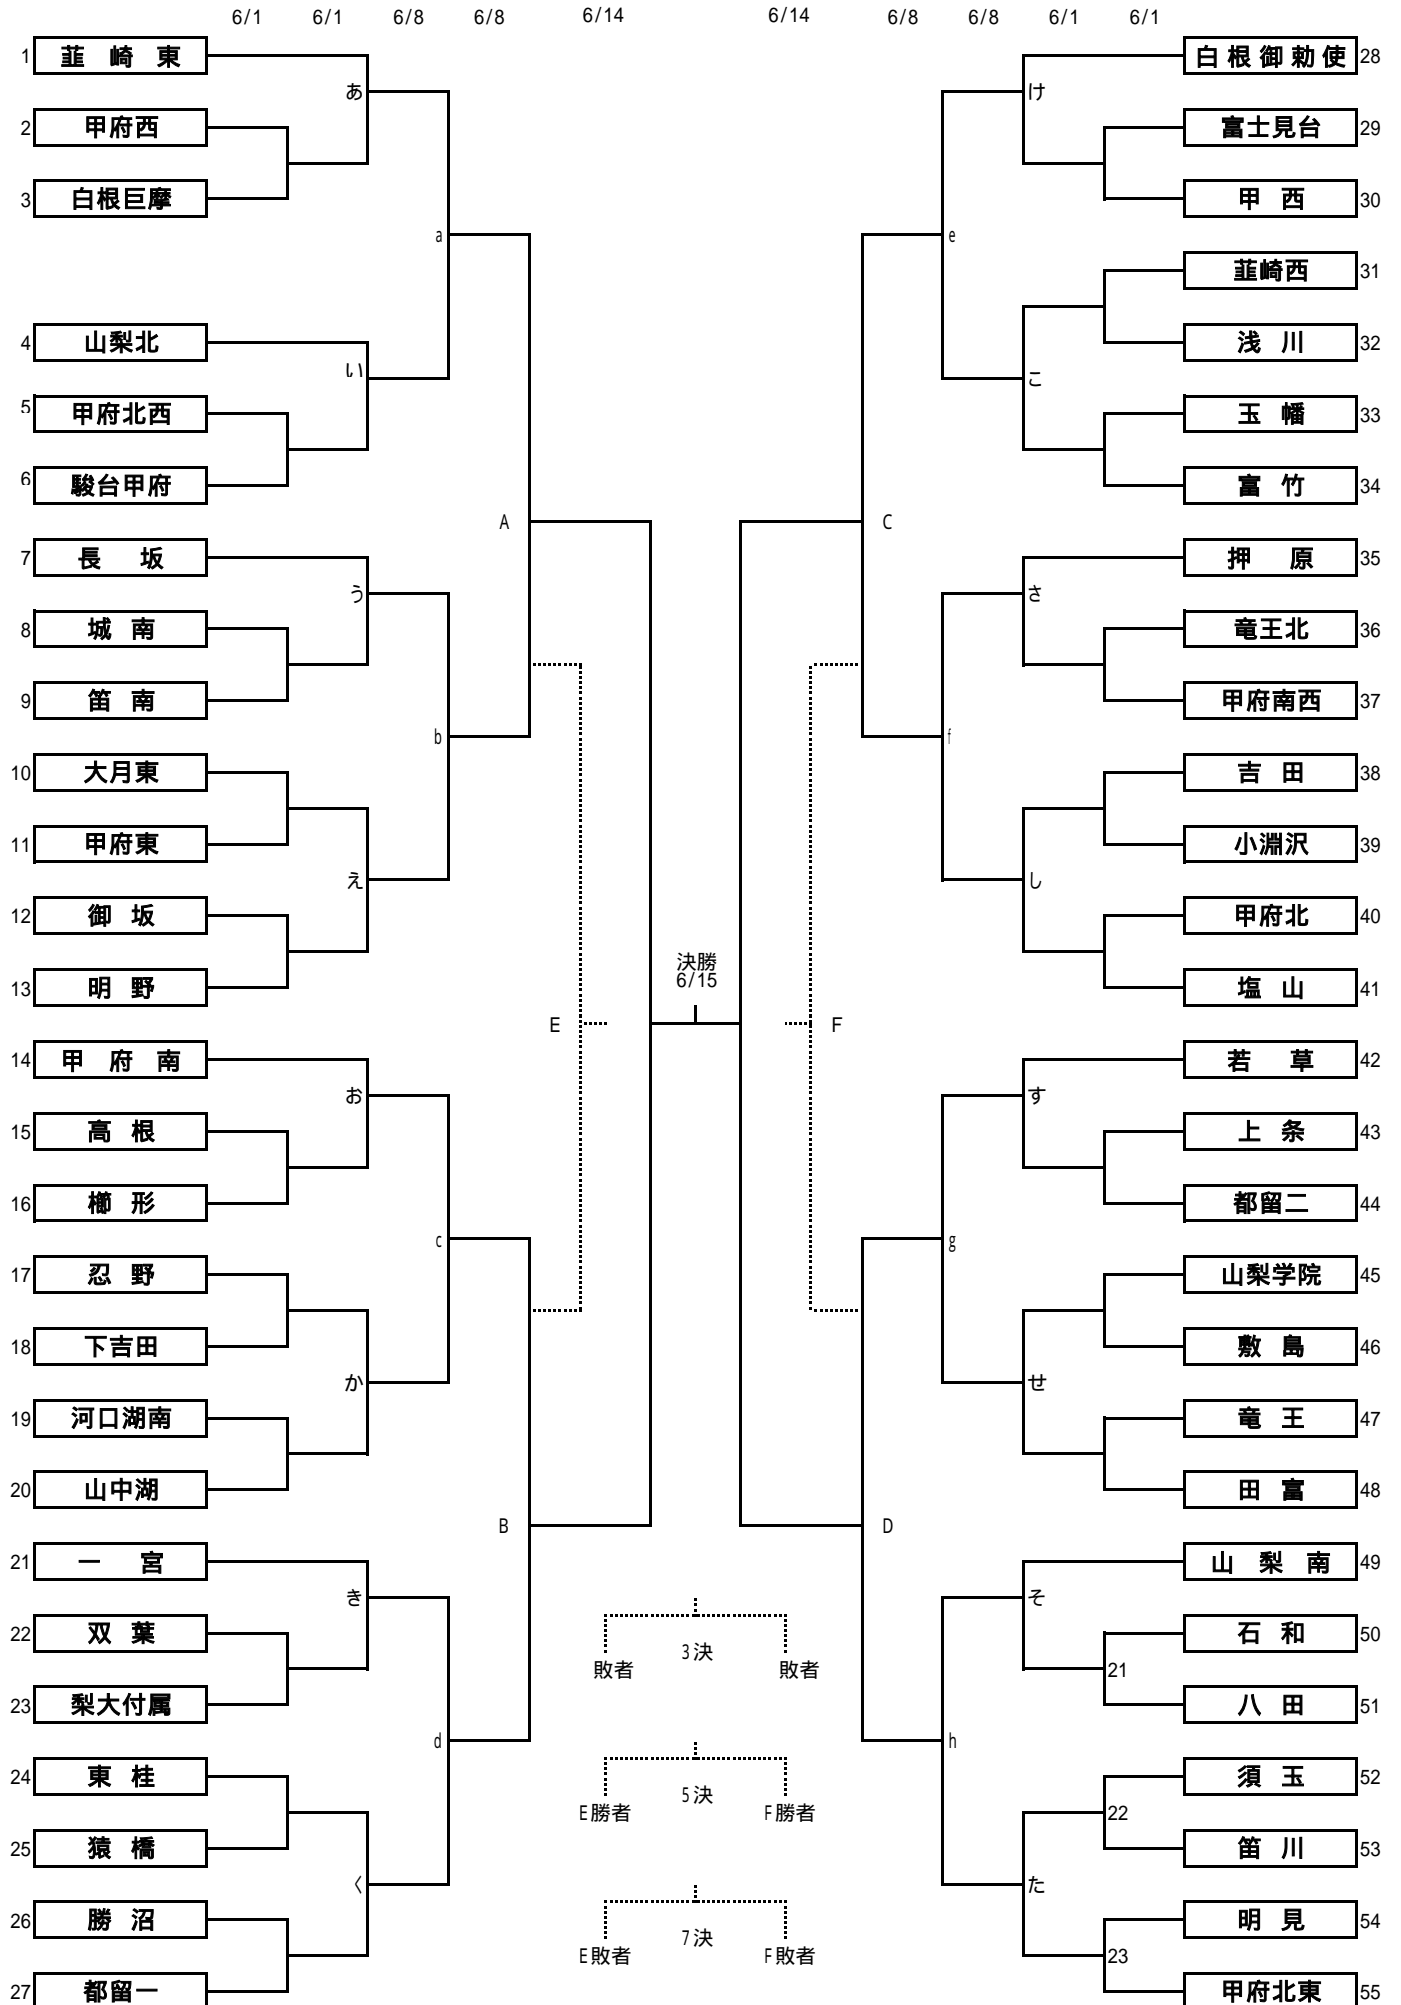 6/1 6/1 6/8 6/8 6/14 6/14 6/8 6/8 6/1 6/1
1 韮崎東
あ
2 甲府西
3 白根巨摩
a
4 山梨北
い
5 甲府北西
6 駿台甲府
A
7 長坂
う
8 城南
9 笛南
b
10 大月東
11 甲府東
え
12 御坂
13 明野
E
14 甲府南
お
15 高根
16 櫛形
c
17 忍野
18 下吉田
か
19 河口湖南
20 山中湖
B
21 一宮
き
22 双葉
23 梨大付属
d
24 東桂
25 猿橋
く
26 勝沼
27 都留一
決勝
6/15
3決
敗者 敗者
5決
E勝者 F勝者
7決
E敗者 F敗者
白根御勅使 28
け
富士見台 29
甲西 30
e
韮崎西 31
浅川 32
こ
玉幡 33
富竹 34
C
押原 35
さ
竜王北 36
甲府南西 37
f
吉田 38
小淵沢 39
し
甲府北 40
塩山 41
F
若草 42
す
上条 43
都留二 44
g
山梨学院 45
敷島 46
せ
竜王 47
田富 48
D
山梨南 49
そ
石和 50
21
八田 51
h
須玉 52
22
笛川 53
た
明見 54
23
甲府北東 55